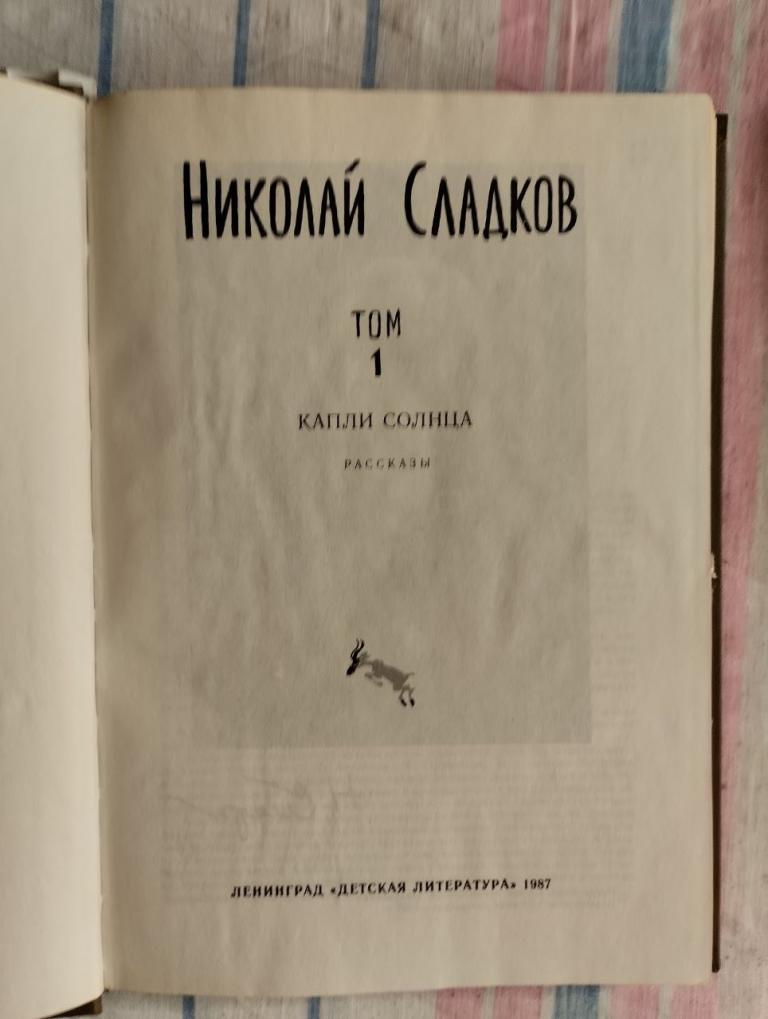 НИКОЛАЙ СЛАДКОВ
ТОМ
1
КАПЛИ СОЛНЦА
РАССКАЗЫ
ЛЕНИНГРАД «ДЕТСКАЯ ЛИТЕРАТУРА» 1987